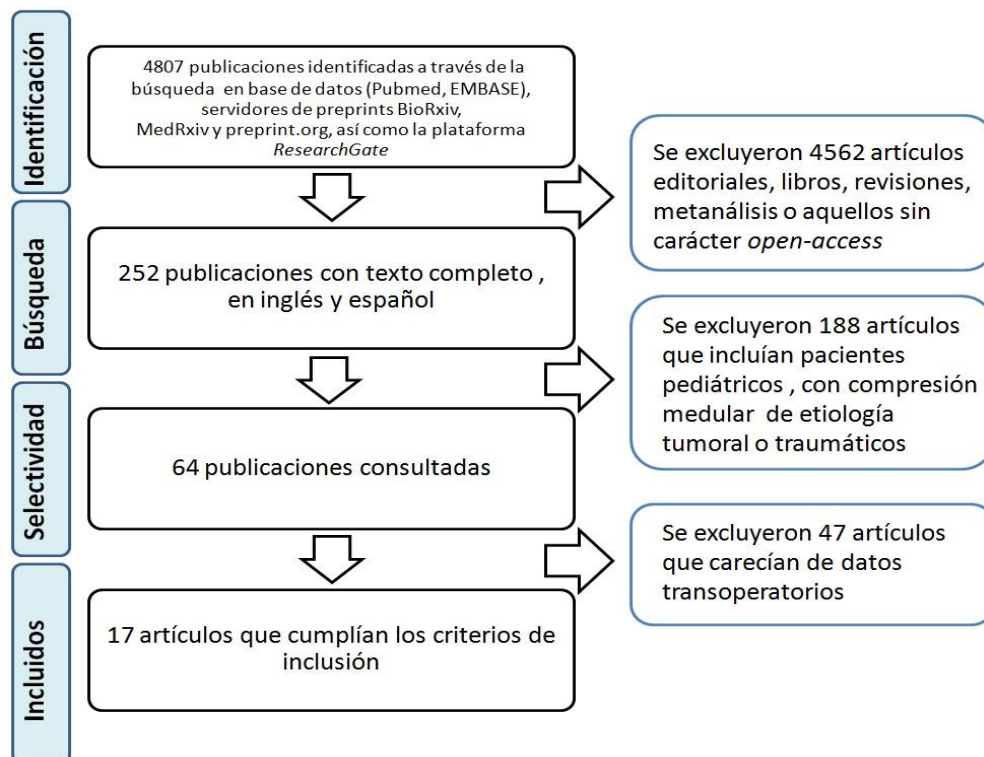 Identificación
4807 publicaciones identificadas a través de la
búsqueda en base de datos (Pubmed, EMBASE),
servidores de preprints BioRxiv,
MedRxiv y preprint.org, así como la plataforma
ResearchGate
Se excluyeron 4562 artículos
editoriales, libros, revisiones,
metanálisis o aquellos sin
carácter open-access
Búsqueda
252 publicaciones con texto completo ,
en inglés y español
Se excluyeron 188 artículos
que incluían pacientes
pediátricos , con compresión
medular de etiología
tumoral o traumáticos
Selectividad
64 publicaciones consultadas
Se excluyeron 47 artículos
que carecían de datos
transoperatorios
Incluidos
17 artículos que cumplían los criterios de
inclusión